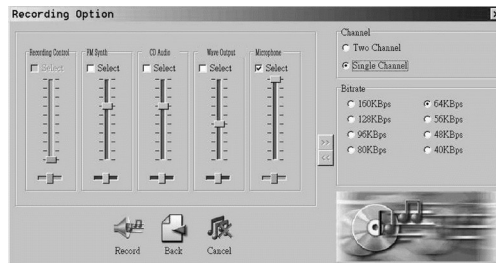 Recording Option
Recording Control
FM Synth
CD Audio
Wave Output
Microphone
Select
Select
Select
Select
Select
Channel
Two Channel
Single Channel
Bitrate
160KBps
64KBps
128KBps
56KBps
96KBps
48KBps
80KBps
40KBps
>>
<<
Record
Back
Cancel